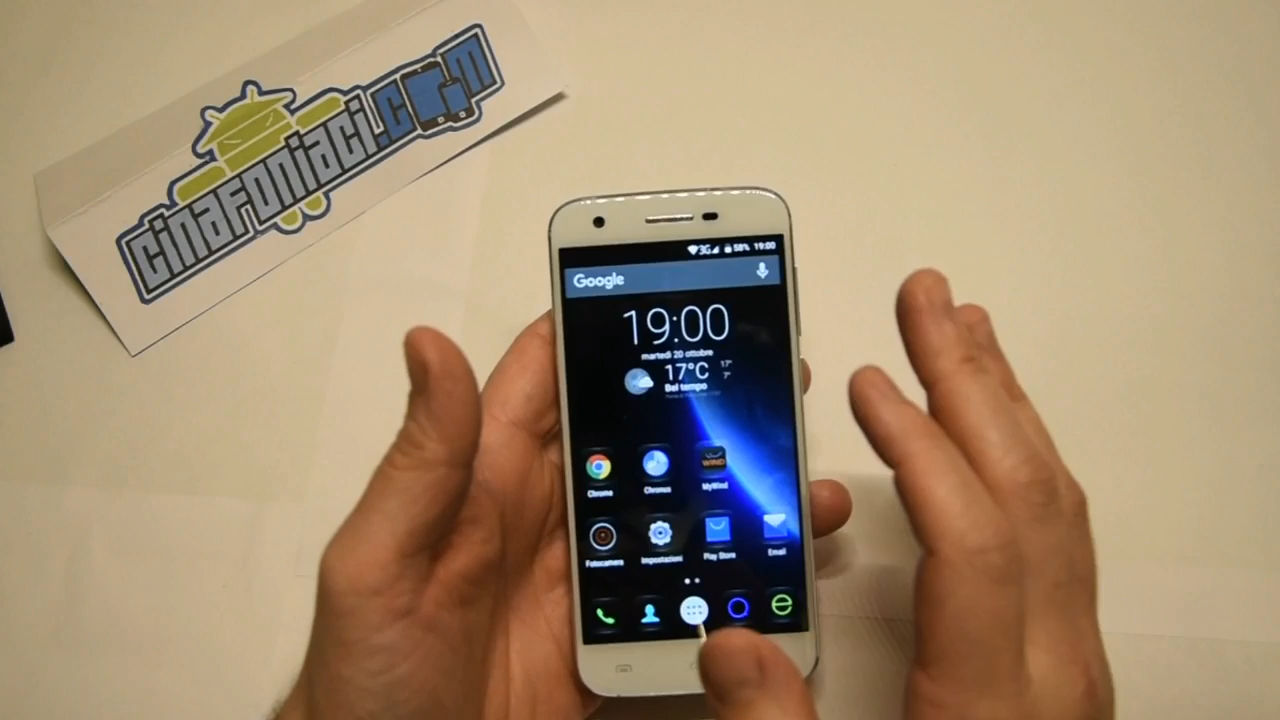 cinafoniaci.com
3G 58% 19:00
Google
19:00
martedì 20 ottobre
17°C 17°
Bel tempo 7°
Chrome Chronus MyWind
WIND
Fotocamera Impostazioni Play Store Email